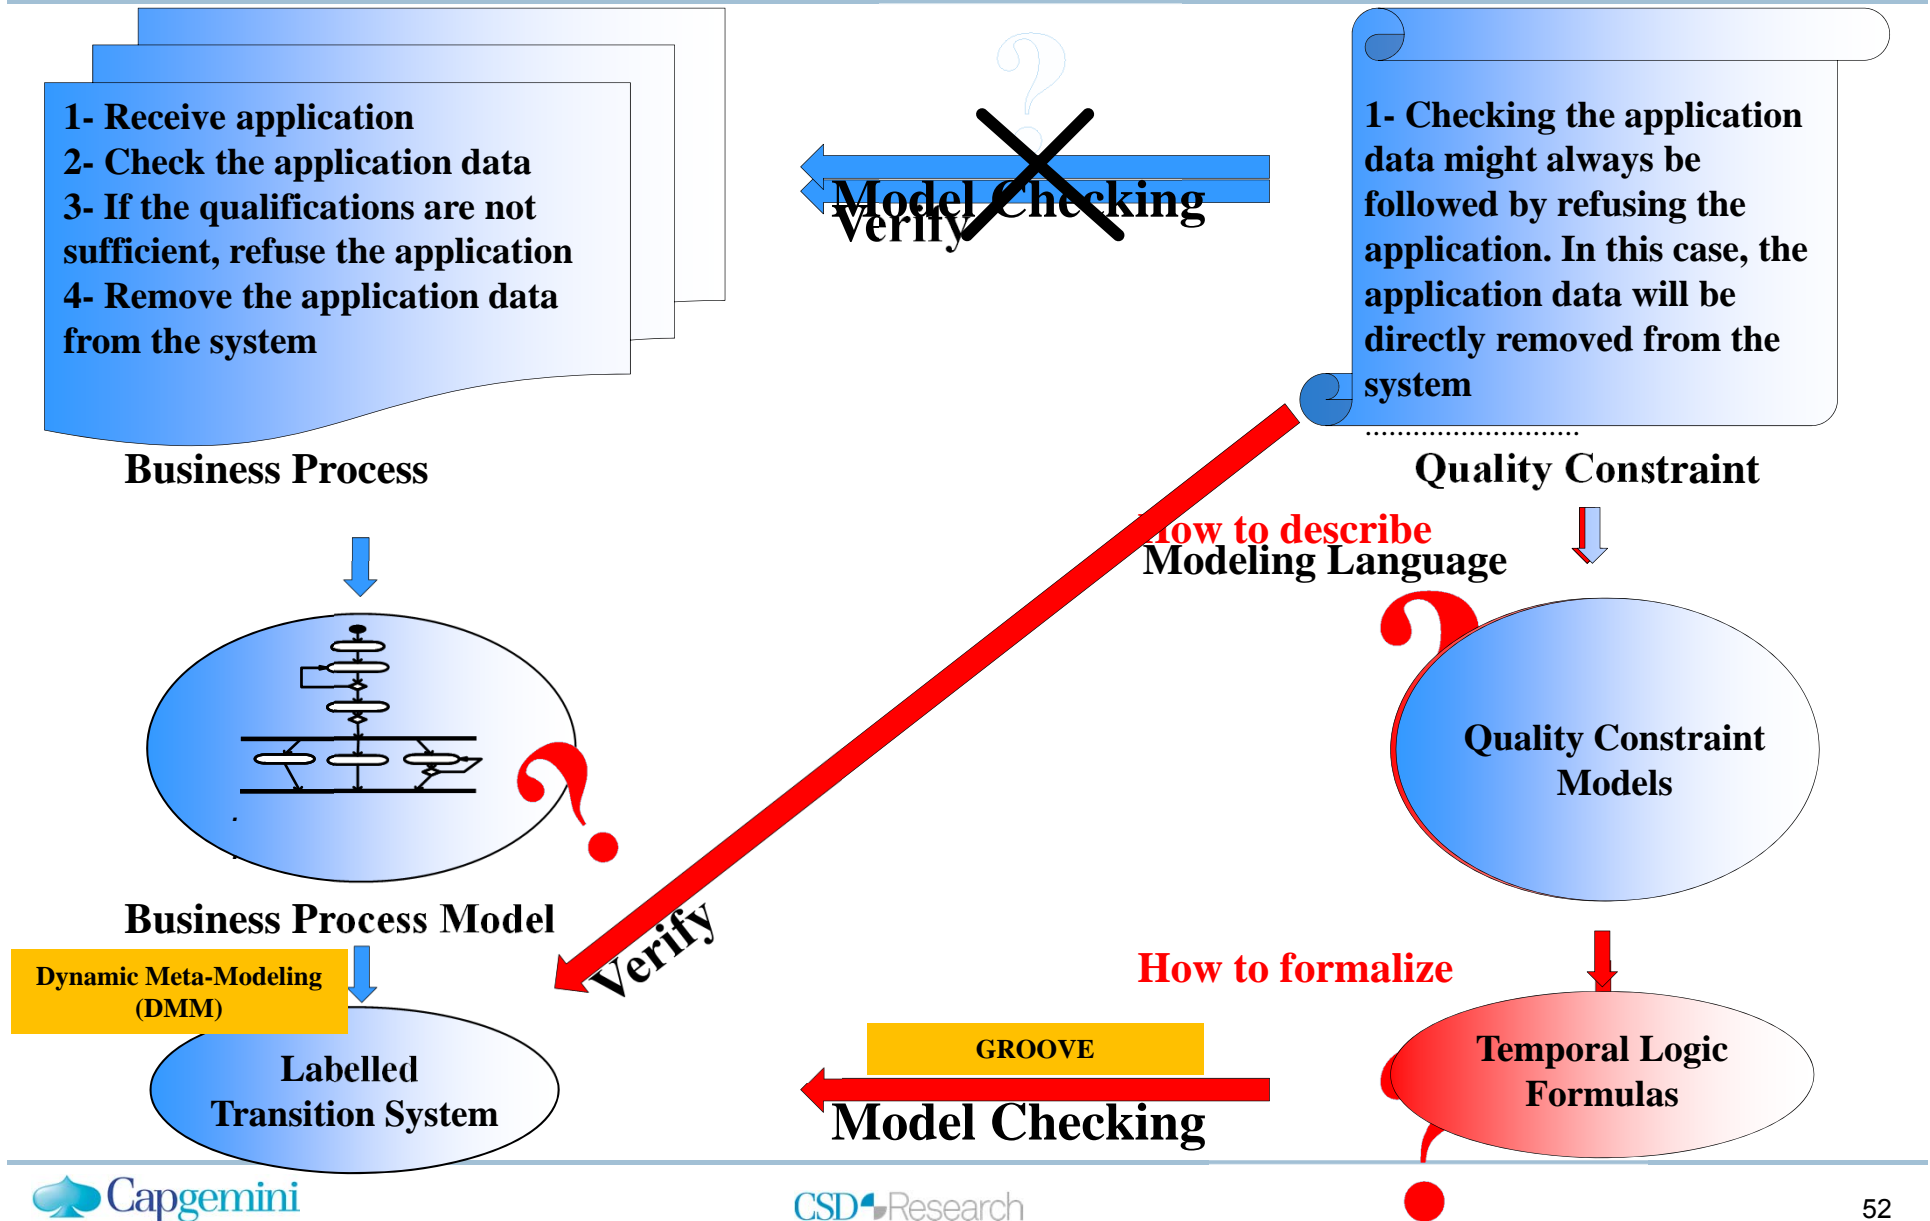 1- Receive application
2- Check the application data
3- If the qualifications are not
sufficient, refuse the application
4- Remove the application data
from the system
Business Process
Model Checking
Verify
1- Checking the application
data might always be
followed by refusing the
application. In this case, the
application data will be
directly removed from the
system
...........................
Quality Constraint
How to describe
Modeling Language
?
?
?
Quality Constraint
Models
Business Process Model
Dynamic Meta-Modeling
(DMM)
Verify
How to formalize
Labelled
Transition System
GROOVE
Model Checking
Temporal Logic
Formulas
?
Capgemini
CSD Research
52